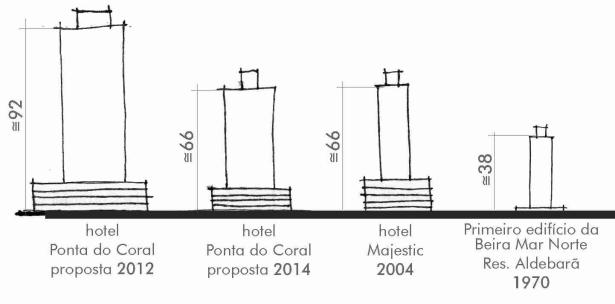 ≅92
≅66
≅66
≅38
hotel
Ponta do Coral
proposta 2012
hotel
Ponta do Coral
proposta 2014
hotel
Majestic
2004
Primeiro edifício da
Beira Mar Norte
Res. Aldebarã
1970